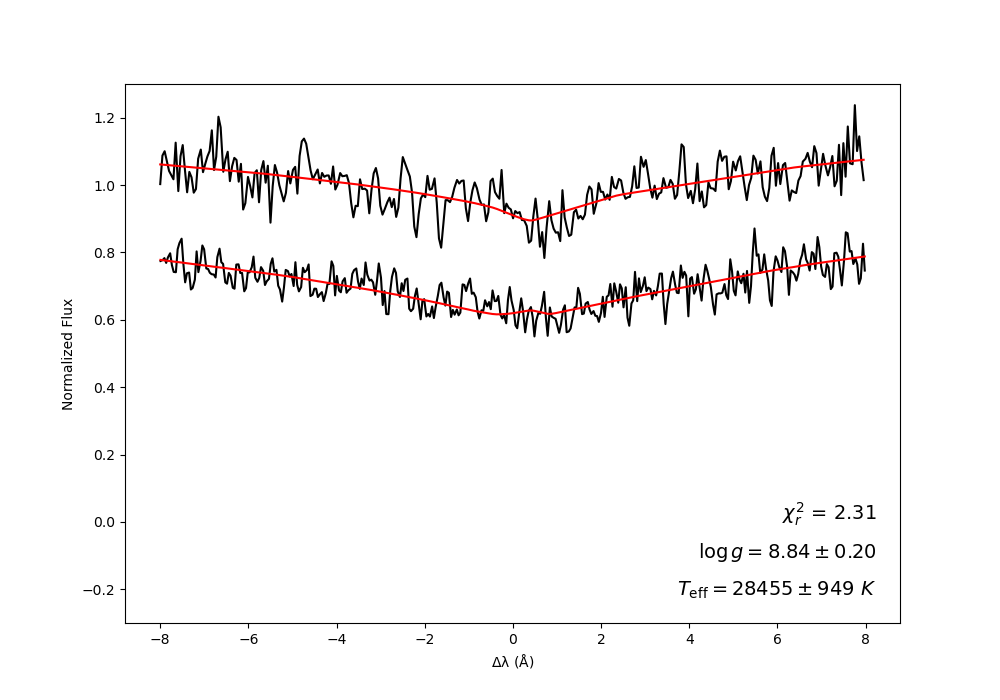 1.2
1.0
0.8
0.6
0.4
0.2
0.0
−0.2
Normalized Flux
χ²ᵣ = 2.31
log g = 8.84 ± 0.20
T_eff = 28455 ± 949 K
−8 −6 −4 −2 0 2 4 6 8
Δλ (Å)